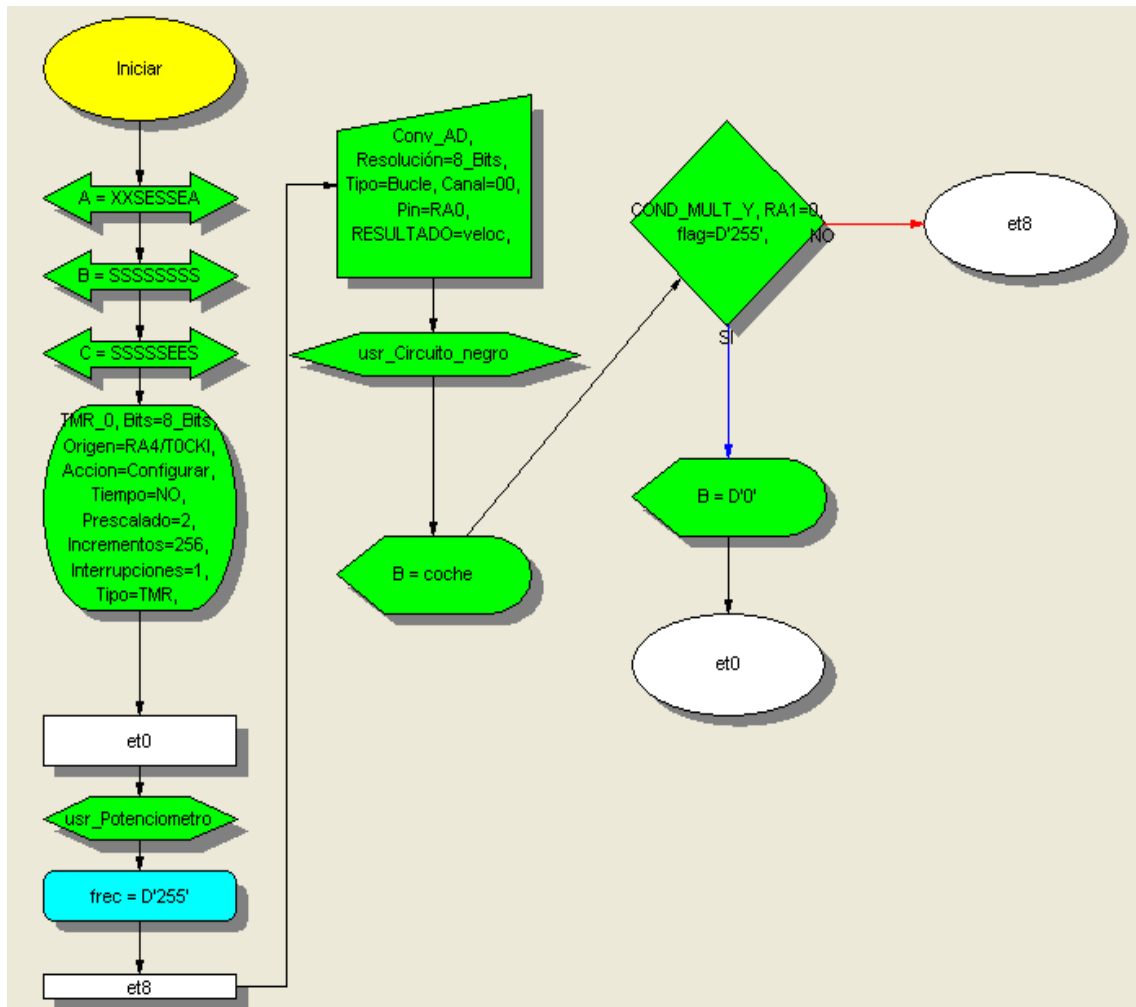 Iniciar
A = XXSESSEA
B = SSSSSSSS
C = SSSSSEES
TMR_0, Bits=8_Bits,
Origen=RA4/T0CKI,
Accion=Configurar,
Tiempo=NO,
Prescalado=2,
Incrementos=256,
Interrupciones=1,
Tipo=TMR,
et0
usr_Potenciometro
frec = D'255'
et8
Conv_AD,
Resolución=8_Bits,
Tipo=Bucle, Canal=00,
Pin=RA0,
RESULTADO=veloc,
usr_Circuito_negro
B = coche
COND_MULT_Y, RA1=0,
flag=D'255',
NO
SI
et8
B = D'0'
et0